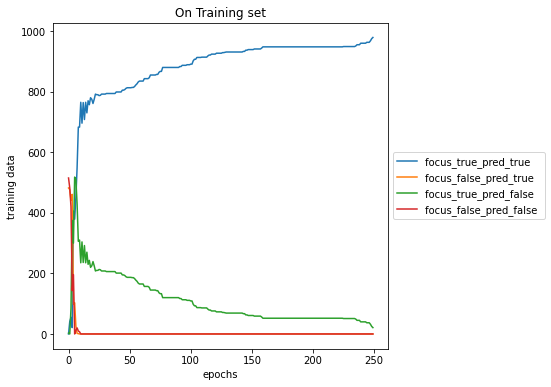 On Training set
training data
1000
800
600
400
200
0
0
50
100
150
200
250
epochs
focus_true_pred_true
focus_false_pred_true
focus_true_pred_false
focus_false_pred_false